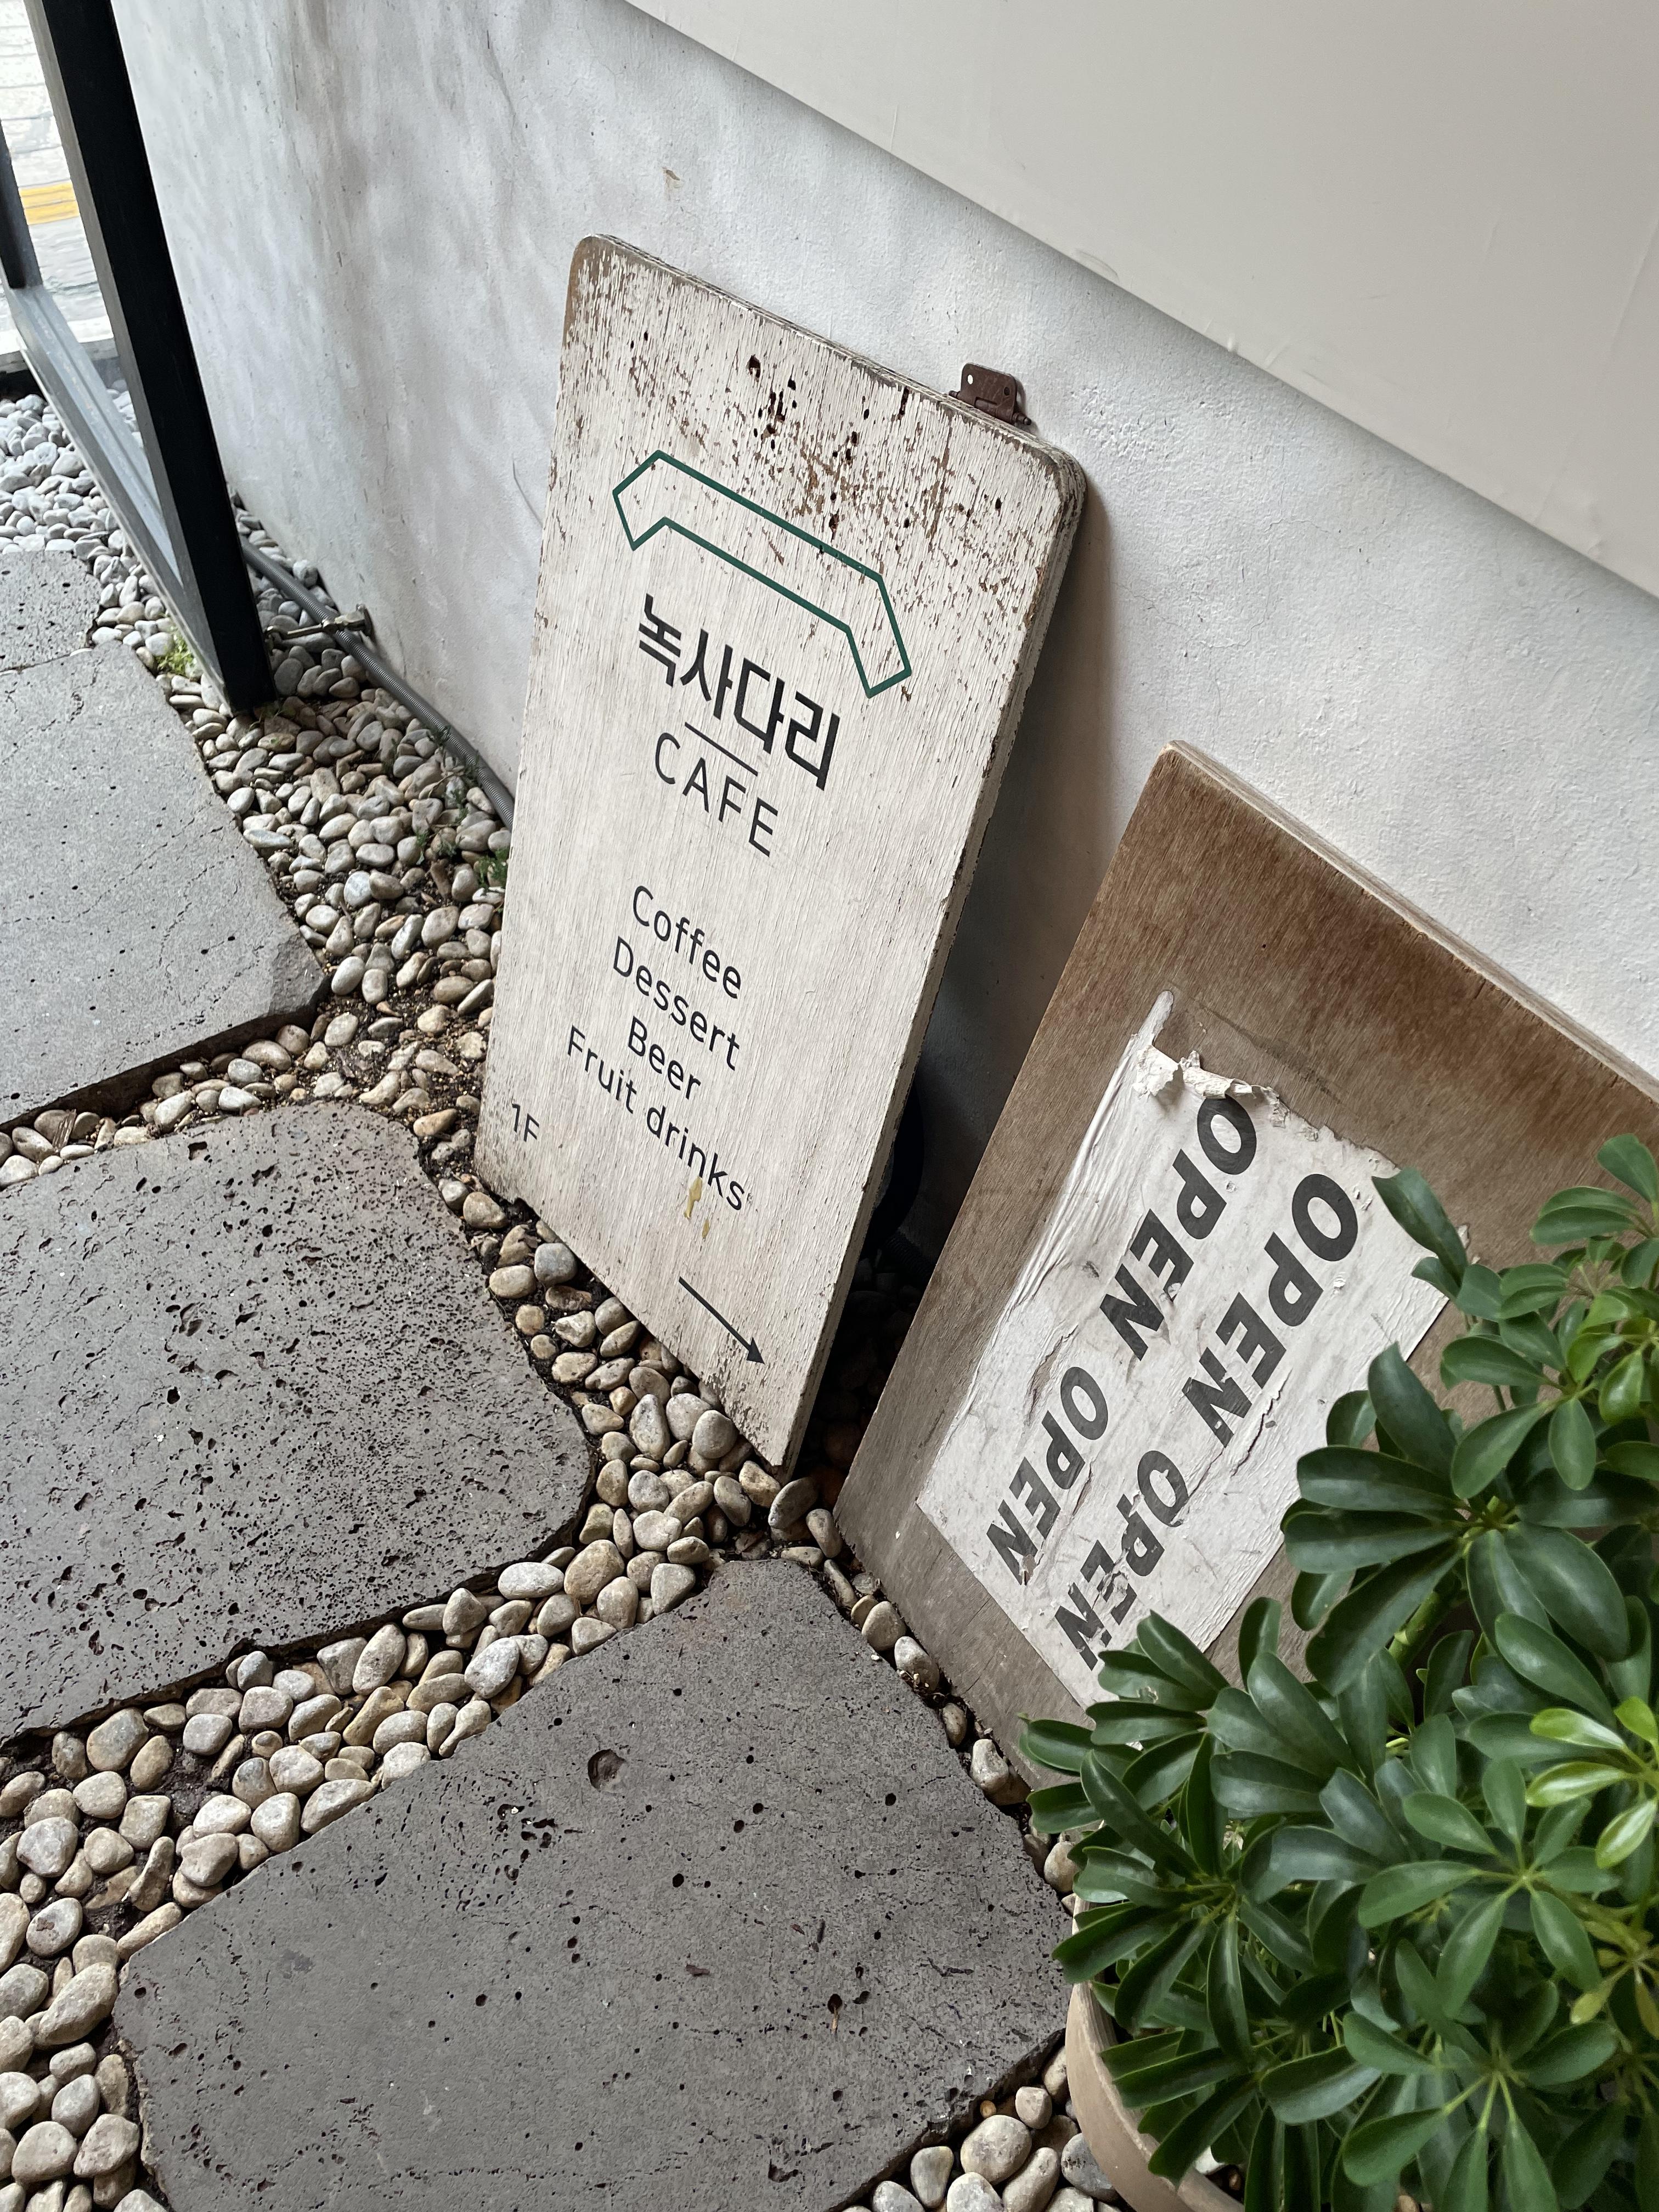 녹사다리
CAFE
Coffee
Dessert
Beer
Fruit drinks
1F
OPEN OPEN
OPEN OPEN